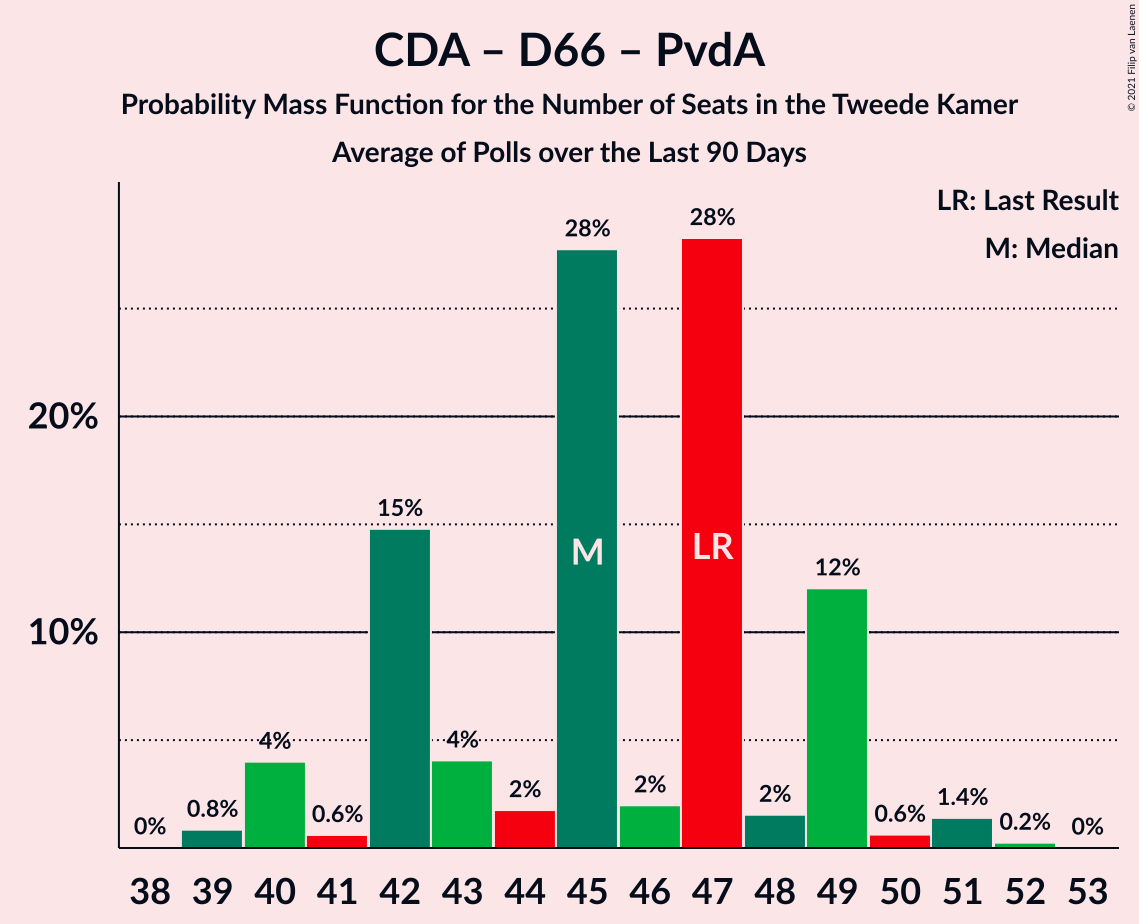 CDA – D66 – PvdA
Probability Mass Function for the Number of Seats in the Tweede Kamer
Average of Polls over the Last 90 Days
© 2021 Filip van Laenen
LR: Last Result
M: Median
20%
10%
0%
0.8%
4%
0.6%
15%
4%
2%
28%
2%
28%
2%
12%
0.6%
1.4%
0.2%
0%
M
LR
38 39 40 41 42 43 44 45 46 47 48 49 50 51 52 53